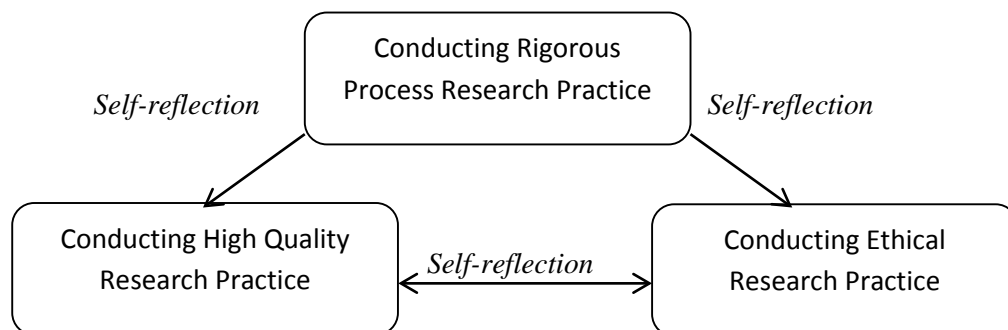 Conducting Rigorous
Process Research Practice
Self-reflection
Self-reflection
Conducting High Quality
Research Practice
Self-reflection
Conducting Ethical
Research Practice